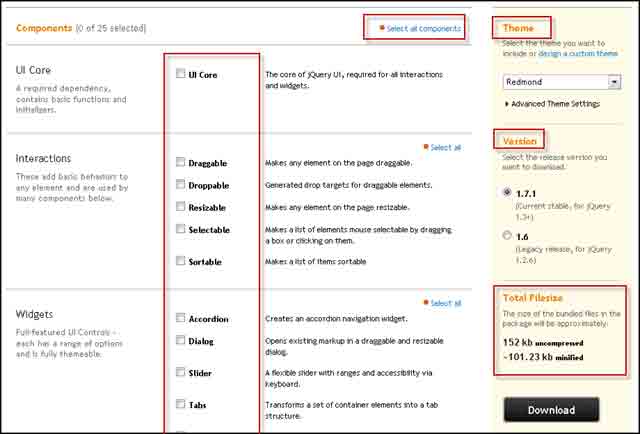 Components (0 of 25 selected)
Select all components
UI Core
A required dependency,
contains basic functions and
initializers.
UI Core
The core of jQuery UI, required for all interactions
and widgets.
Interactions
These add basic behaviors to
any element and are used by
many components below.
Select all
Draggable
Makes any element on the page draggable.
Droppable
Generated drop targets for draggable elements.
Resizable
Makes any element on the page resizable.
Selectable
Makes a list of elements mouse selectable by dragging
a box or clicking on them.
Sortable
Makes a list of items sortable
Widgets
Full-featured UI Controls -
each has a range of options
and is fully themeable.
Select all
Accordion
Creates an accordion navigation widget.
Dialog
Opens existing markup in a draggable and resizable
dialog.
Slider
A flexible slider with ranges and accessibility via
keyboard.
Tabs
Transforms a set of container elements into a tab
structure.
Theme
Select the theme you want to
include or design a custom theme
Redmond
Advanced Theme Settings
Version
Select the release version you
want to download.
1.7.1
(Current stable, for jQuery
1.3+)
1.6
(Legacy release, for jQuery
1.2.6)
Total Filesize
The size of the bundled files in the
package will be approximately:
152 kb uncompressed
~101.23 kb minified
Download